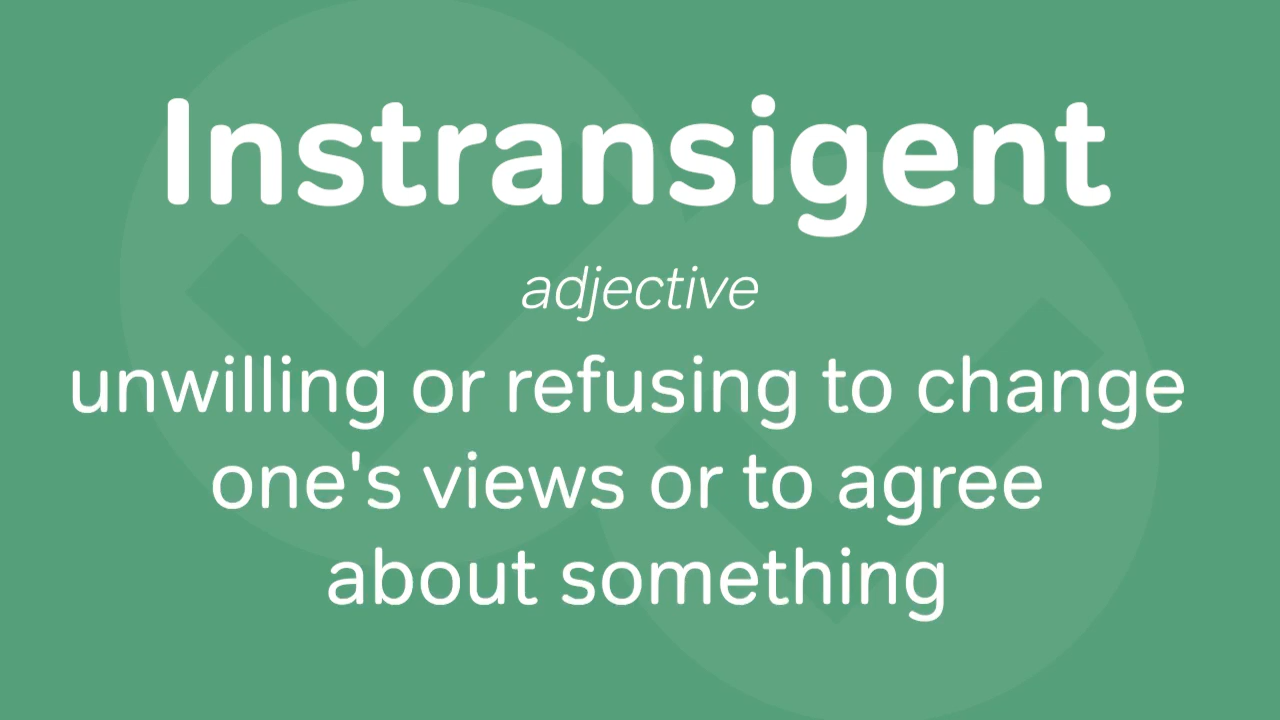 Instransigent
adjective
unwilling or refusing to change
one's views or to agree
about something